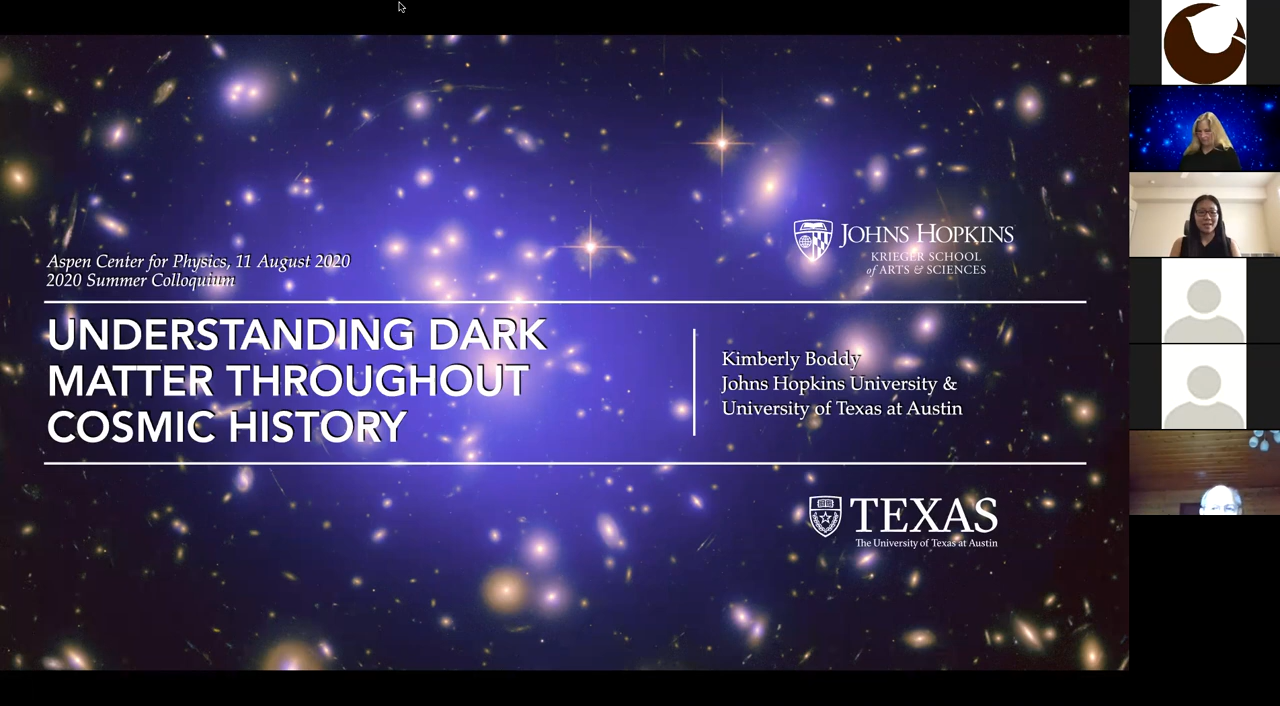 Aspen Center for Physics, 11 August 2020
2020 Summer Colloquium
UNDERSTANDING DARK
MATTER THROUGHOUT
COSMIC HISTORY
JOHNS HOPKINS
KRIEGER SCHOOL
of ARTS & SCIENCES
Kimberly Boddy
Johns Hopkins University &
University of Texas at Austin
TEXAS
The University of Texas at Austin